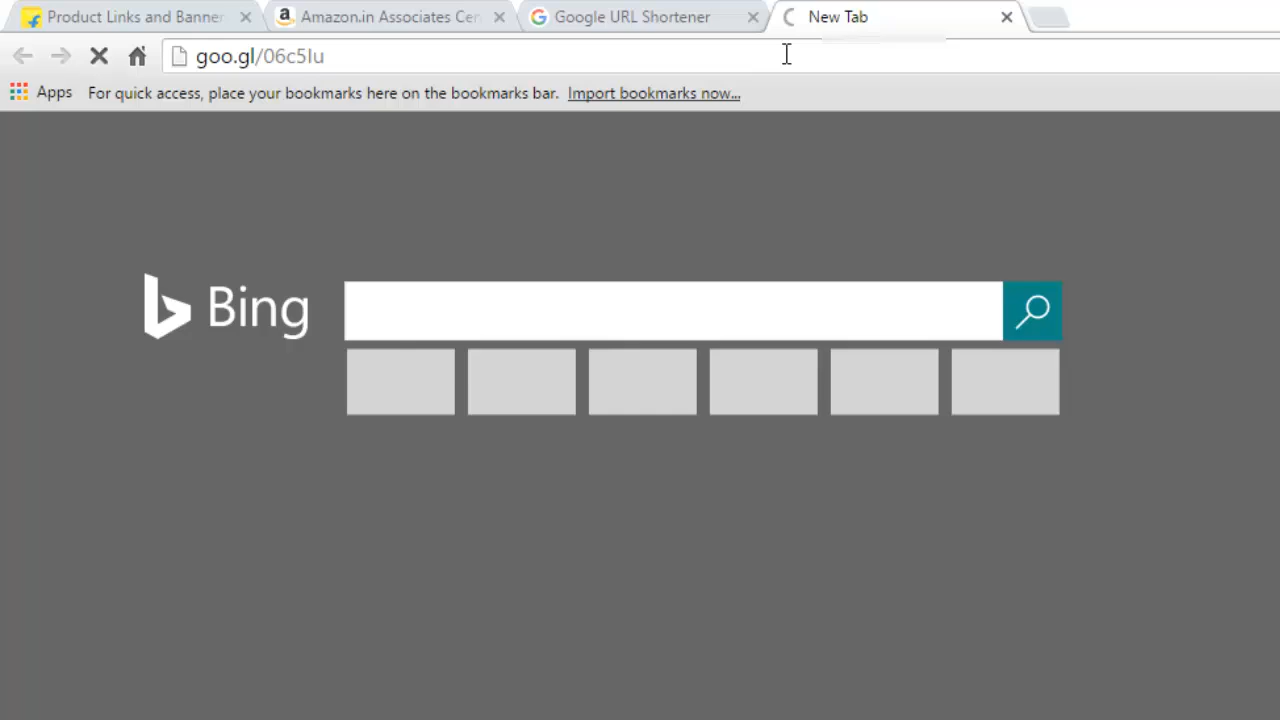 Product Links and Banner
Amazon.in Associates Cen
Google URL Shortener
New Tab
goo.gl/06c5lu
Apps
For quick access, place your bookmarks here on the bookmarks bar. Import bookmarks now...
Bing